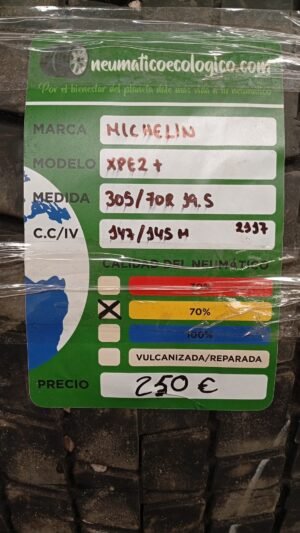 neumaticoecologico.com
Por el bienestar del planeta dale más vida a tu neumático
MARCA MICHELIN
MODELO XPE2+
MEDIDA 305/70R 19.5
C.C/IV 147/145 M 2317
CALIDAD DEL NEUMÁTICO
70%
100%
VULCANIZADA/REPARADA
PRECIO 250 €